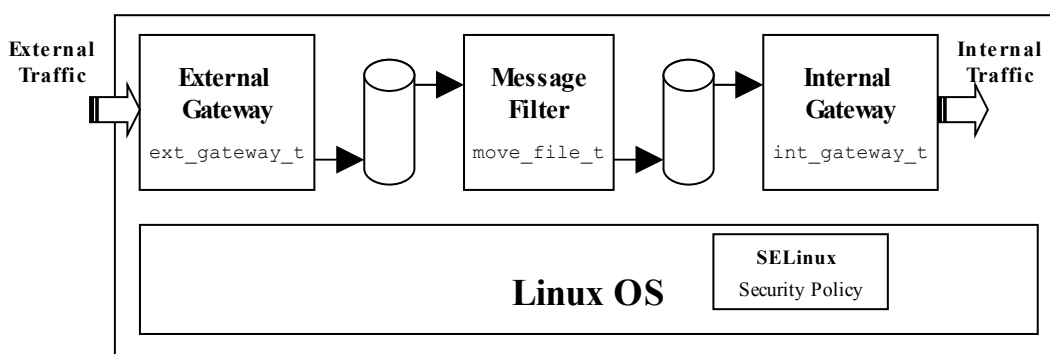 External
Traffic
External
Gateway
ext_gateway_t
Message
Filter
move_file_t
Internal
Gateway
int_gateway_t
Internal
Traffic
Linux OS
SELinux
Security Policy